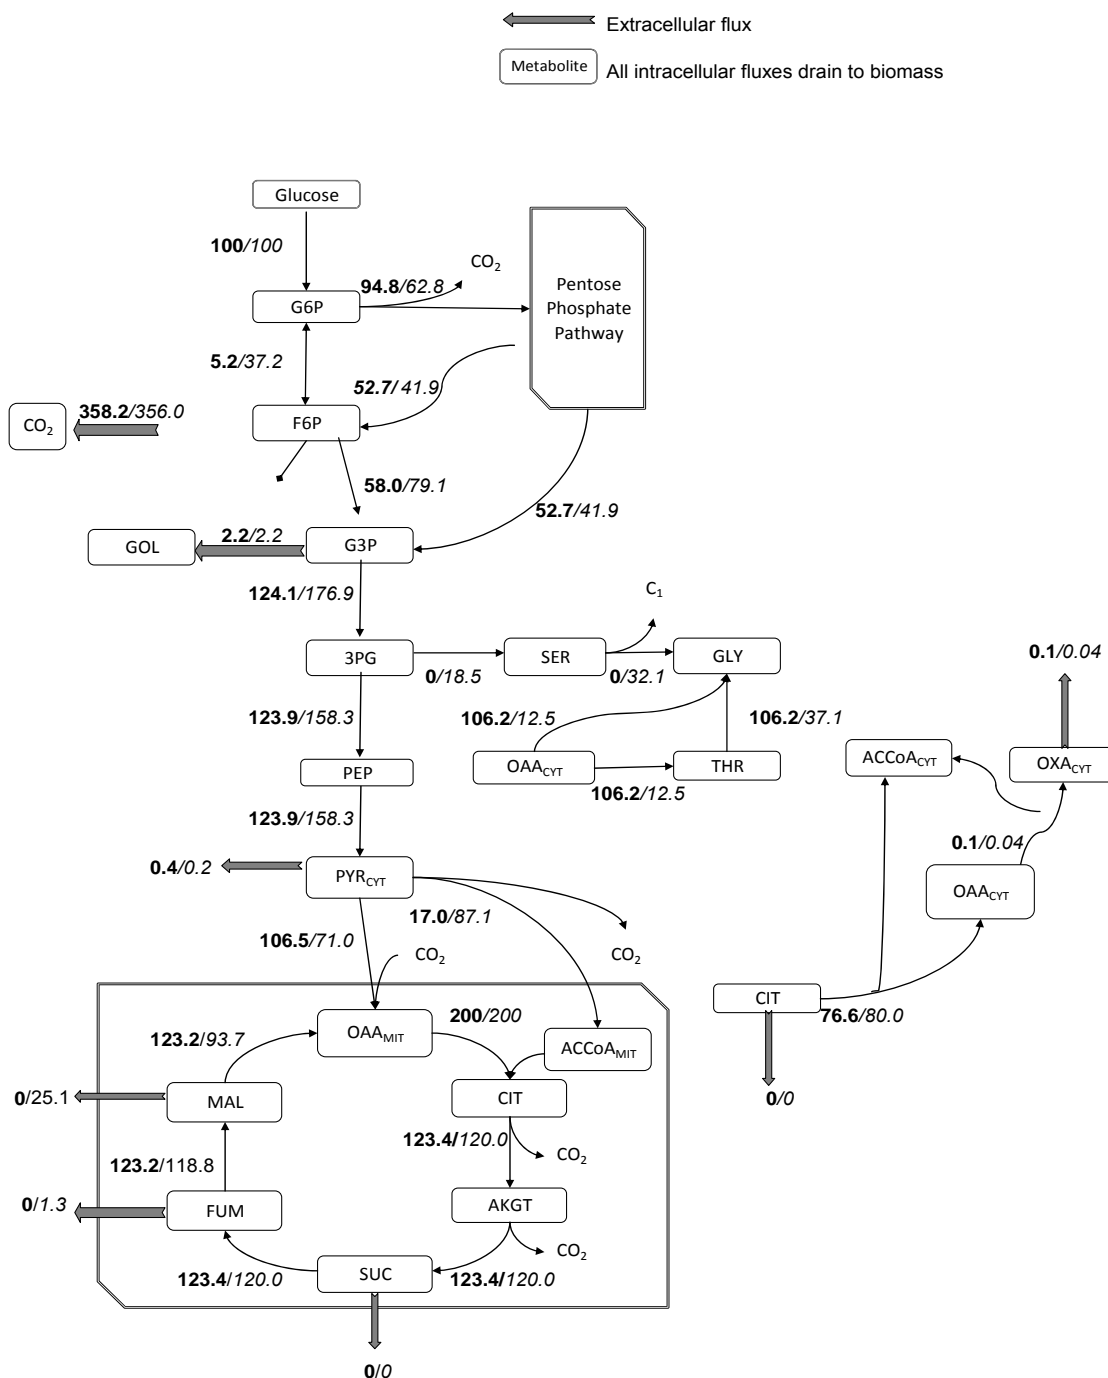 Extracellular flux
Metabolite All intracellular fluxes drain to biomass
Glucose
100/100
CO₂
94.8/62.8
Pentose
Phosphate
Pathway
G6P
5.2/37.2
52.7/ 41.9
358.2/356.0
CO₂
F6P
58.0/79.1
52.7/41.9
2.2/2.2
GOL
G3P
124.1/176.9
C₁
3PG
SER
GLY
0/18.5
0/32.1
0.1/0.04
123.9/158.3
106.2/12.5
106.2/37.1
PEP
OAA_CYT
THR
ACCoA_CYT
OXA_CYT
106.2/12.5
123.9/158.3
0.1/0.04
0.4/0.2
PYR_CYT
17.0/87.1
OAA_CYT
106.5/71.0
CO₂
CO₂
CIT
76.6/80.0
200/200
OAA_MIT
123.2/93.7
ACCoA_MIT
0/25.1
MAL
CIT
0/0
123.4/120.0
CO₂
123.2/118.8
0/1.3
FUM
AKGT
CO₂
SUC
123.4/120.0
123.4/120.0
0/0